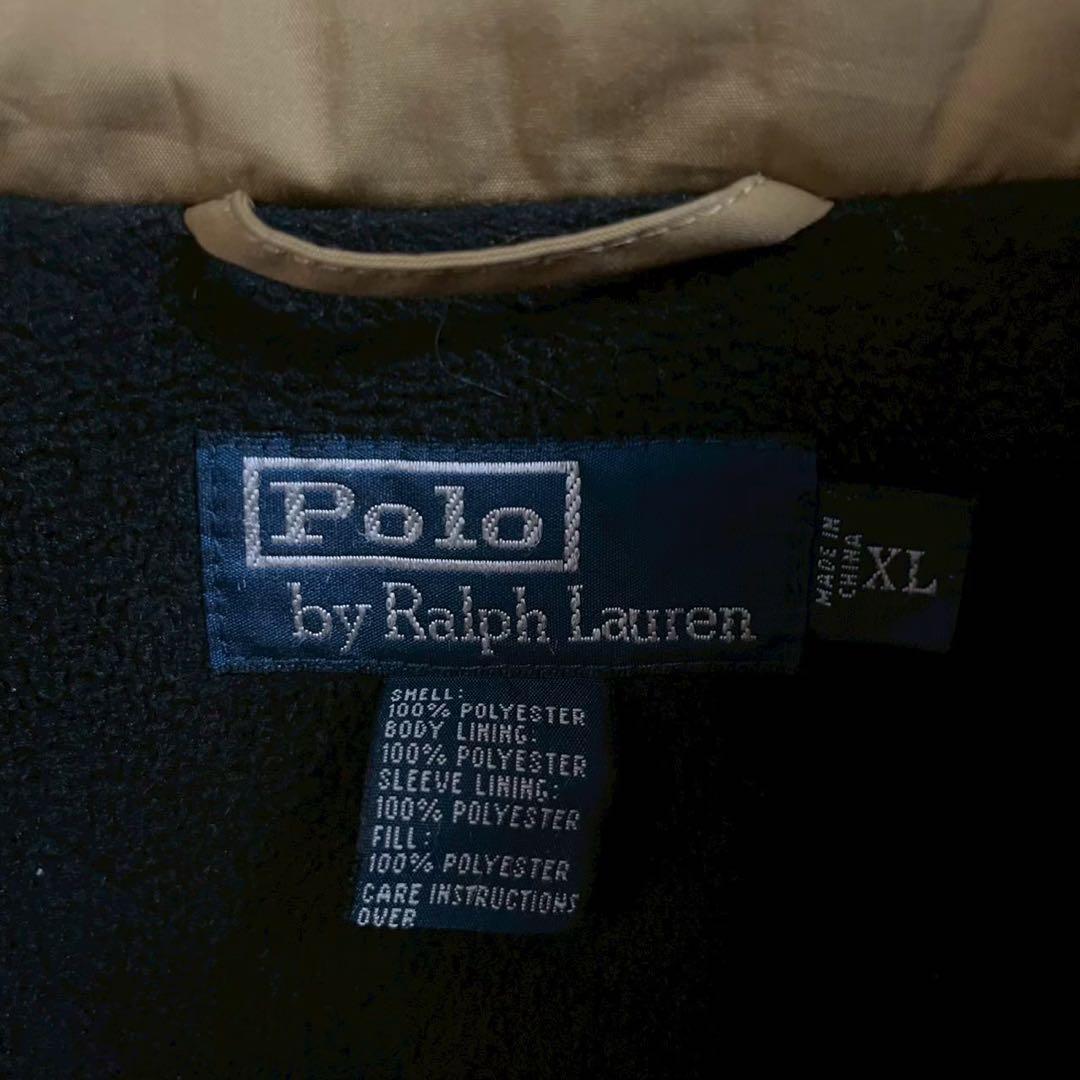 Polo
by Ralph Lauren
MADE IN
CHINA
XL
SHELL:
100% POLYESTER
BODY LINING:
100% POLYESTER
SLEEVE LINING:
100% POLYESTER
FILL:
100% POLYESTER
CARE INSTRUCTIONS
OVER